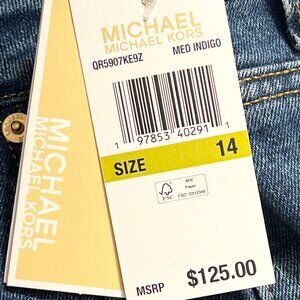 MICHAEL
MICHAEL KORS
QR5907KE9Z MED INDIGO
1 97853 40291 1
SIZE 14
FSC
MIX
Paper
MSRP $125.00
MICHAEL
MICHAEL KORS